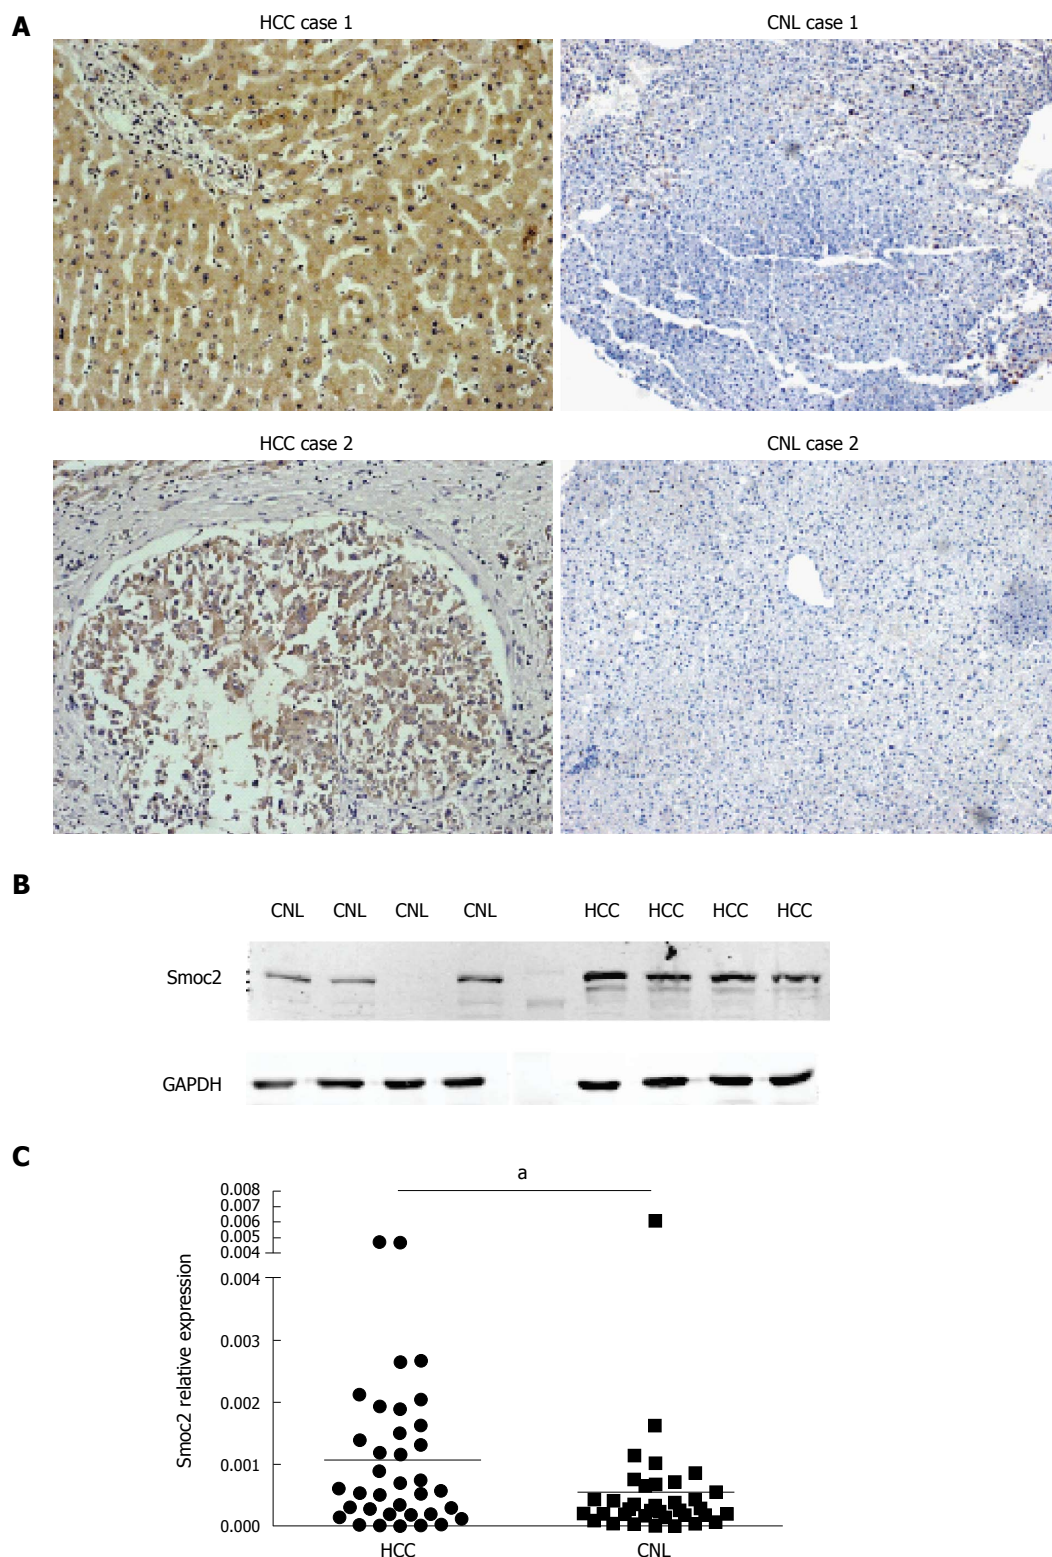 A
HCC case 1
CNL case 1
HCC case 2
CNL case 2
B
CNL CNL CNL CNL HCC HCC HCC HCC
Smoc2
GAPDH
C
a
Smoc2 relative expression
0.008
0.007
0.006
0.005
0.004
0.004
0.003
0.002
0.001
0.000
HCC CNL